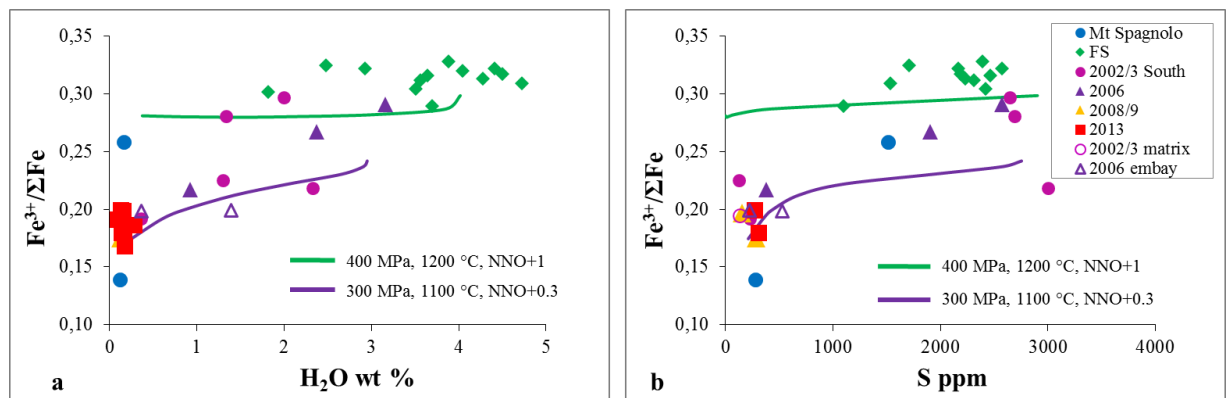 0,35
0,30
0,25
0,20
0,15
0,10
Fe³⁺/ΣFe
0 1 2 3 4 5
H₂O wt %
a
400 MPa, 1200 °C, NNO+1
300 MPa, 1100 °C, NNO+0.3
0,35
0,30
0,25
0,20
0,15
0,10
Fe³⁺/ΣFe
0 1000 2000 3000 4000
S ppm
b
Mt Spagnolo
FS
2002/3 South
2006
2008/9
2013
2002/3 matrix
2006 embay
400 MPa, 1200 °C, NNO+1
300 MPa, 1100 °C, NNO+0.3